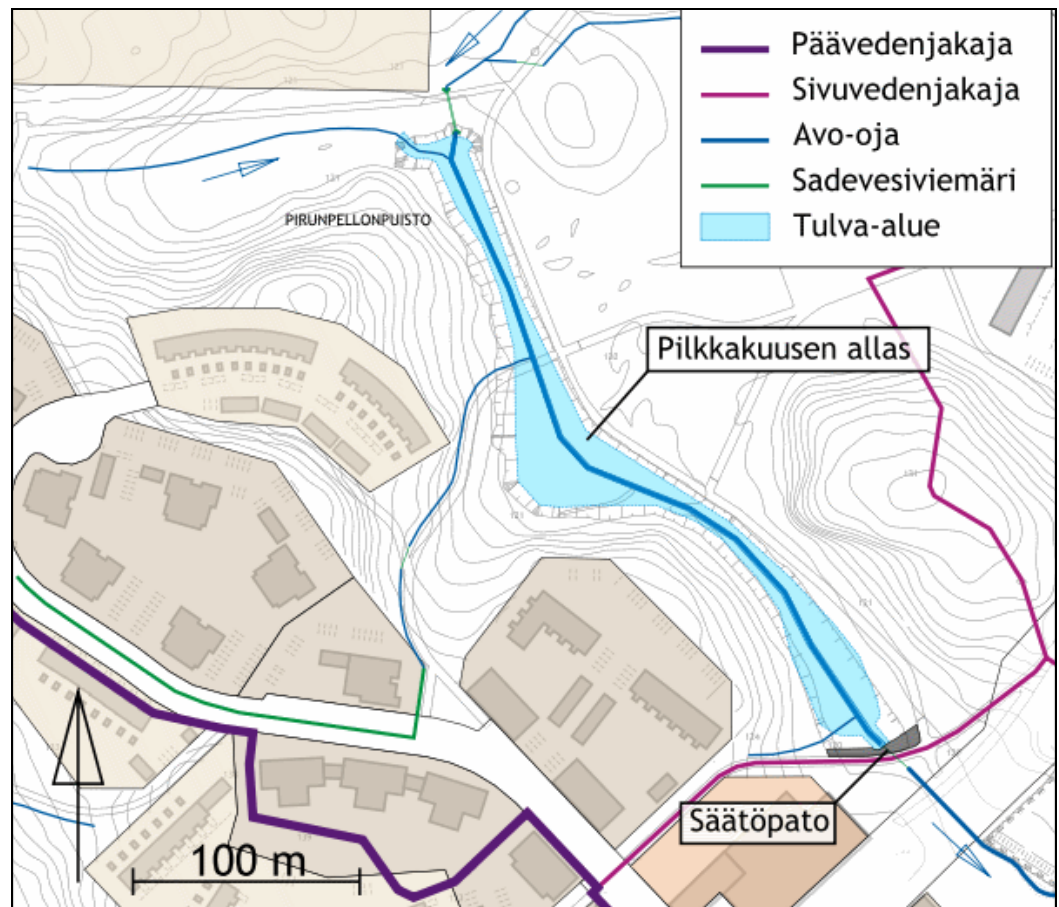 Päävedenjakaja
Sivuvedenjakaja
Avo-oja
Sadevesiviemäri
Tulva-alue
PIRUNPELLONPUISTO
Pilkkakuusen allas
Säätöpato
100 m